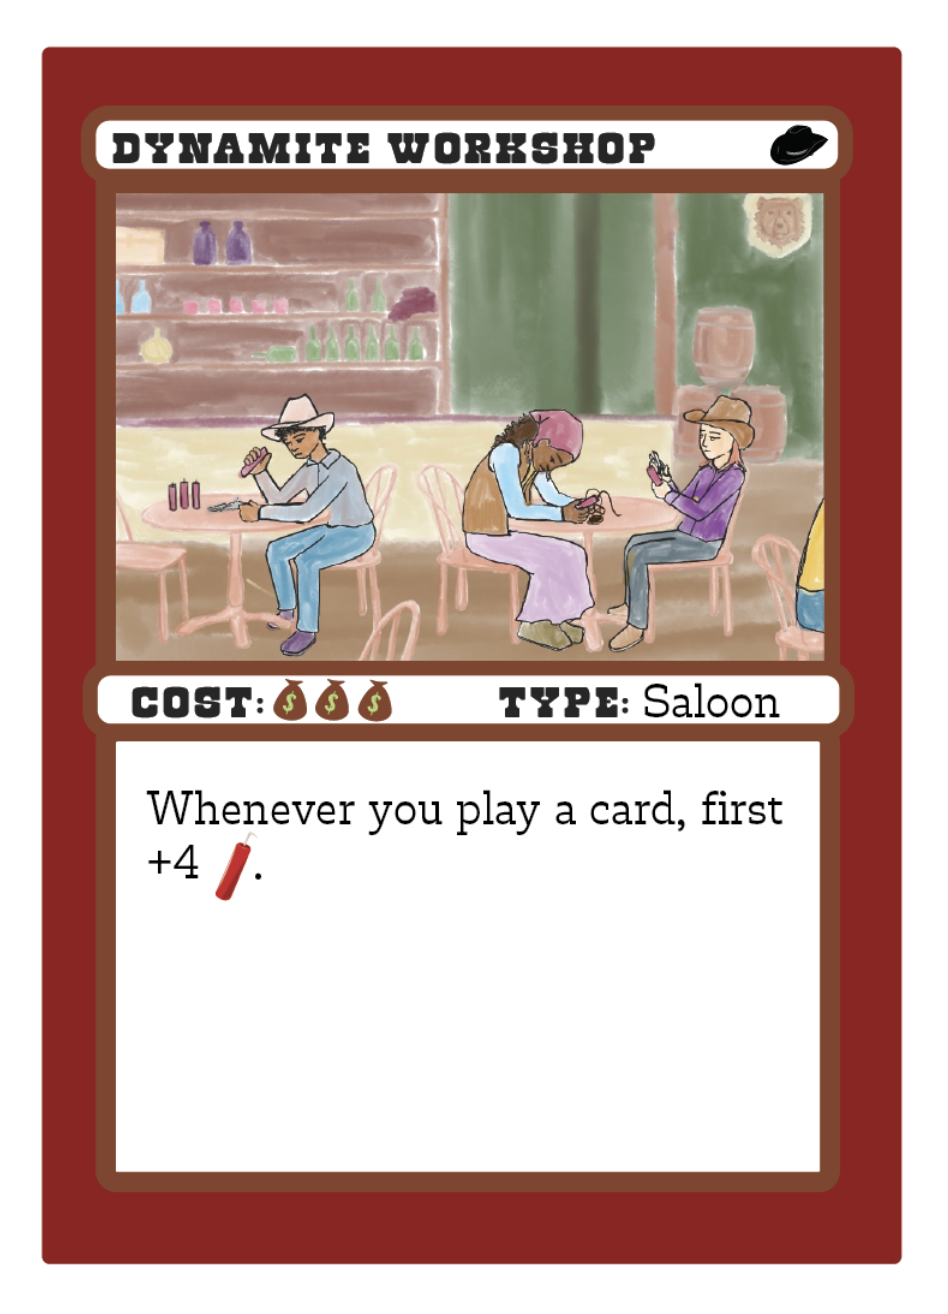 DYNAMITE WORKSHOP
COST: $ $ $ TYPE: Saloon
Whenever you play a card, first
+4 .